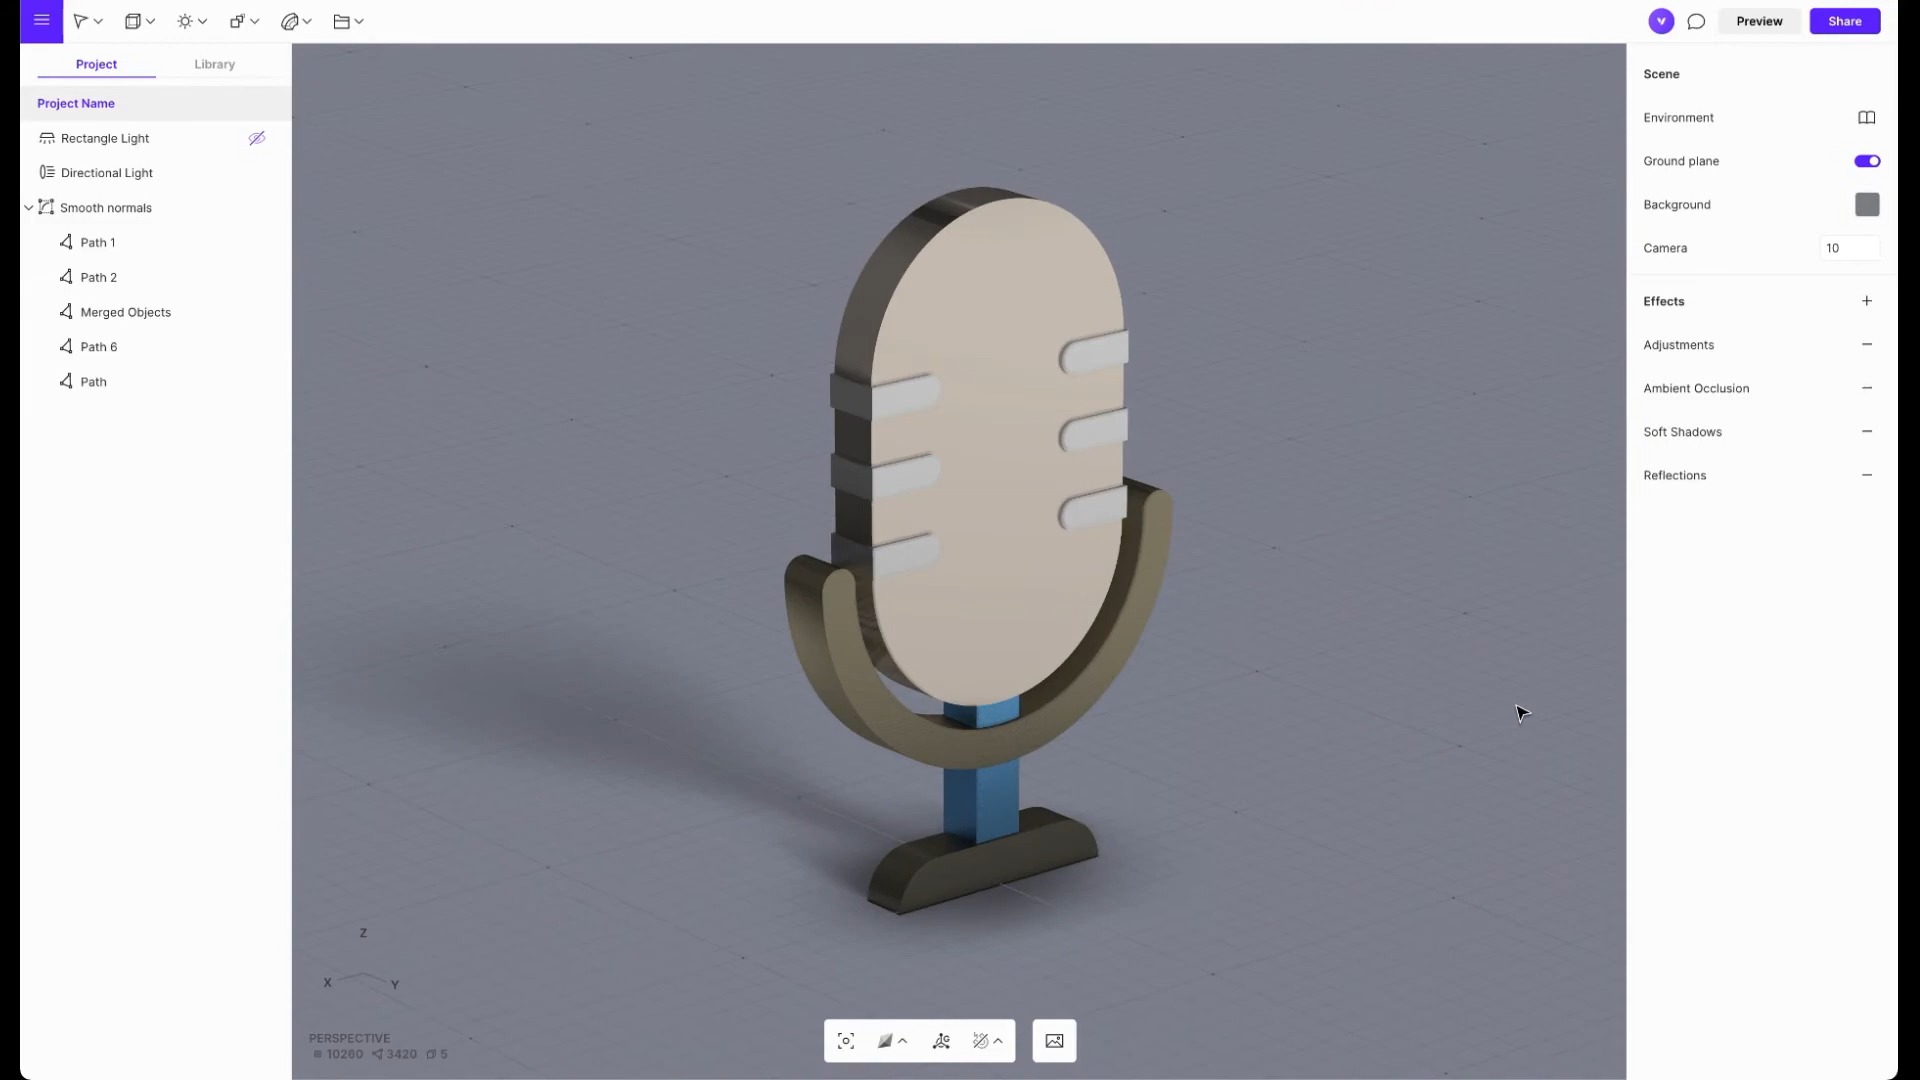 Preview
Share
Project
Library
Project Name
Rectangle Light
Directional Light
Smooth normals
Path 1
Path 2
Merged Objects
Path 6
Path
Scene
Environment
Ground plane
Background
Camera
10
Effects
Adjustments
Ambient Occlusion
Soft Shadows
Reflections
Z
X
Y
PERSPECTIVE
10260 3420 5